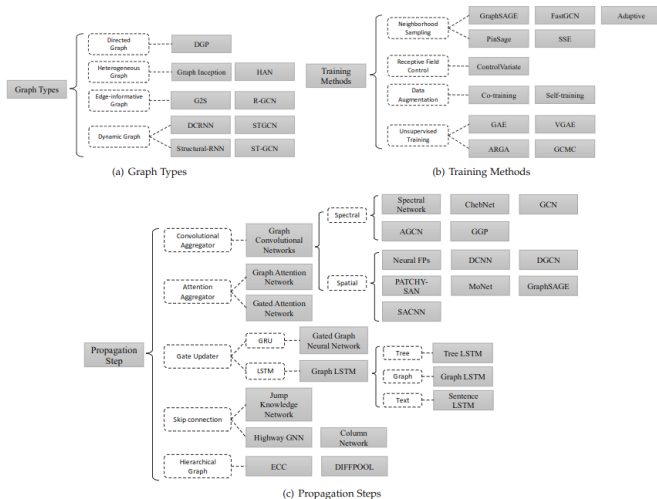 Graph Types
Directed
Graph
DGP
Heterogeneous
Graph
Graph Inception
HAN
Edge-informative
Graph
G2S
R-GCN
Dynamic Graph
DCRNN
STGCN
Structural-RNN
ST-GCN
(a) Graph Types
Training
Methods
Neighborhood
Sampling
GraphSAGE
FastGCN
Adaptive
PinSage
SSE
Receptive Field
Control
ControlVariate
Data
Augmentation
Co-training
Self-training
Unsupervised
Training
GAE
VGAE
ARGA
GCMC
(b) Training Methods
Propagation
Step
Convolutional
Aggregator
Graph
Convolutional
Networks
Spectral
Spectral
Network
ChebNet
GCN
AGCN
GGP
Spatial
Neural FPs
DCNN
DGCN
PATCHY-
SAN
MoNet
GraphSAGE
SACNN
Attention
Aggregator
Graph Attention
Network
Gated Attention
Network
Gate Updater
GRU
Gated Graph
Neural Network
LSTM
Graph LSTM
Tree
Tree LSTM
Graph
Graph LSTM
Text
Sentence
LSTM
Skip connection
Jump
Knowledge
Network
Highway GNN
Column
Network
Hierarchical
Graph
ECC
DIFFPOOL
(c) Propagation Steps